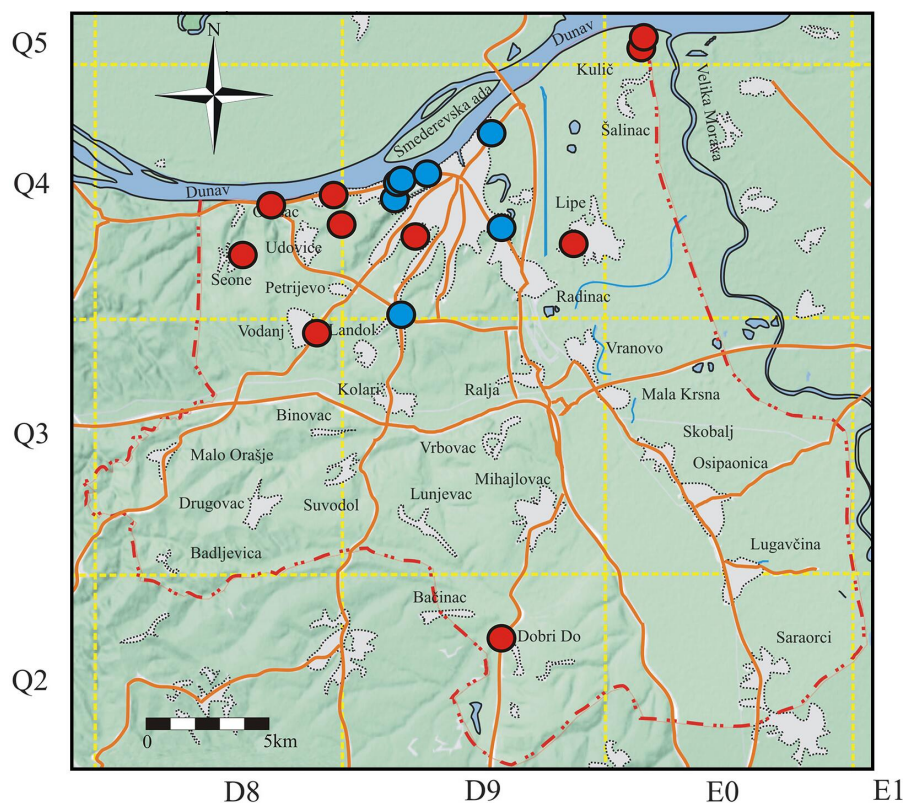 Q5
N
Dunav
Kulič
Velika Morava
Smederevska ada
Šalinac
Q4
Dunav
Lipe
Udovice
Seone
Petrijevo
Radinac
Vodanj
Landol
Vranovo
Kolari
Ralja
Mala Krsna
Binovac
Q3
Skobalj
Vrbovac
Malo Orašje
Osipaonica
Mihajlovac
Drugovac
Suvodol
Lunjevac
Badljevica
Lugavčina
Bačinac
Dobri Do
Saraorci
Q2
0
5km
D8
D9
E0
E1